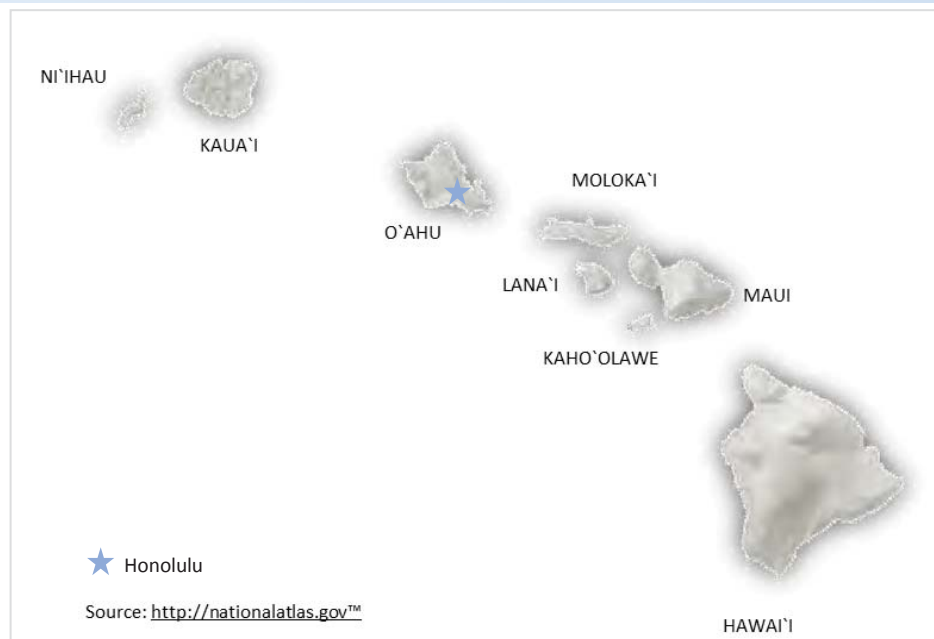 NI`IHAU
KAUA`I
MOLOKA`I
O`AHU
LANA`I
MAUI
KAHO`OLAWE
Honolulu
Source: http://nationalatlas.gov™
HAWAI`I